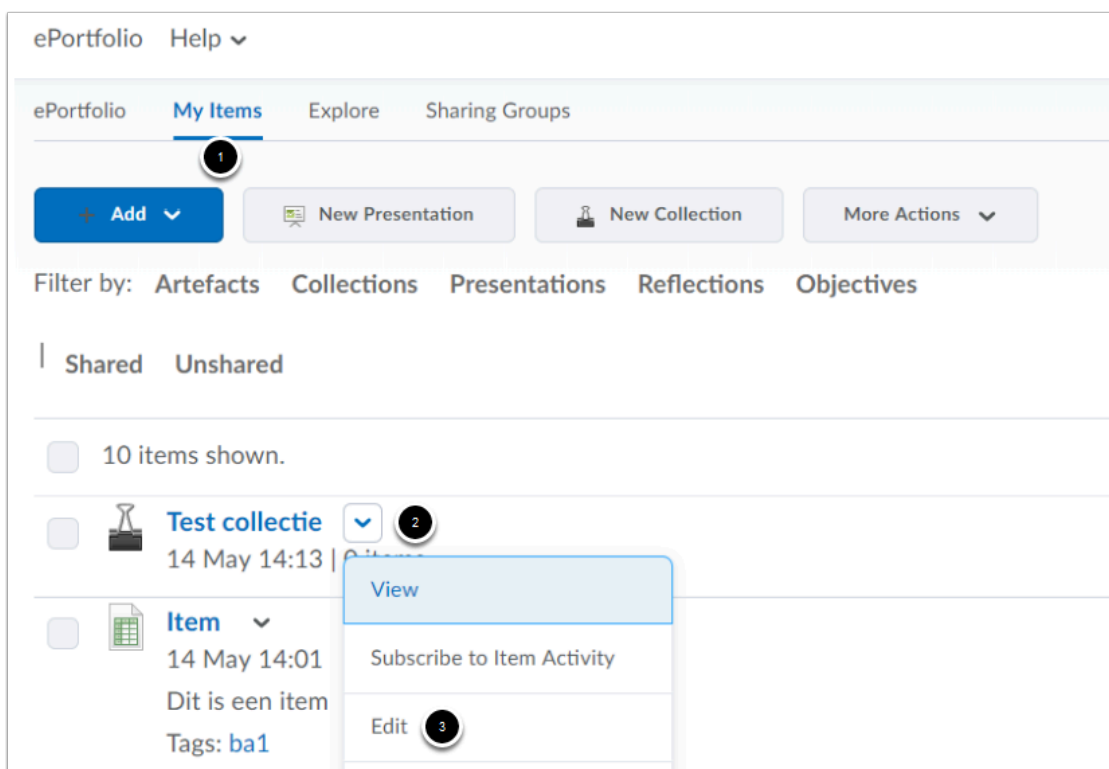 ePortfolio Help
ePortfolio My Items Explore Sharing Groups
1
+ Add New Presentation New Collection More Actions
Filter by: Artefacts Collections Presentations Reflections Objectives
| Shared Unshared
10 items shown.
Test collectie 2
14 May 14:13 | 0 items
View
Item
14 May 14:01
Subscribe to Item Activity
Dit is een item
Edit 3
Tags: ba1